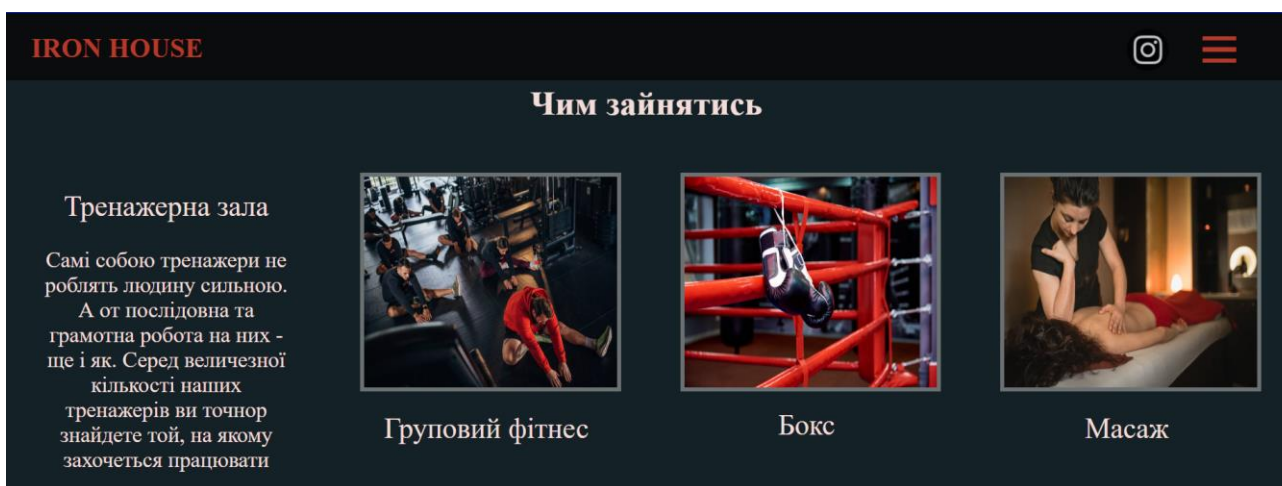 IRON HOUSE
Чим зайнятись
Тренажерна зала
Самі собою тренажери не
роблять людину сильною.
А от послідовна та
грамотна робота на них -
ще і як. Серед величезної
кількості наших
тренажерів ви точнор
знайдете той, на якому
захочеться працювати
Груповий фітнес
Бокс
Масаж